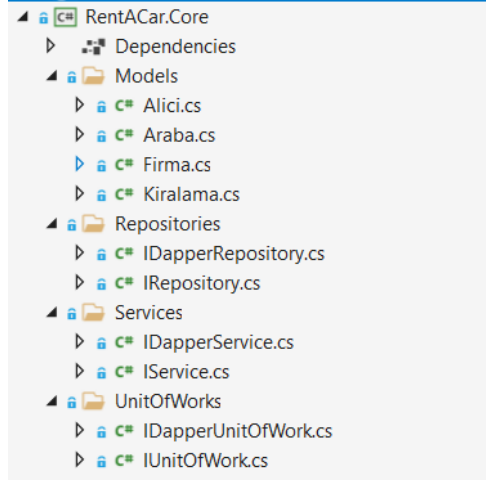 C# RentACar.Core
Dependencies
Models
C# Alici.cs
C# Araba.cs
C# Firma.cs
C# Kiralama.cs
Repositories
C# IDapperRepository.cs
C# IRepository.cs
Services
C# IDapperService.cs
C# IService.cs
UnitOfWorks
C# IDapperUnitOfWork.cs
C# IUnitOfWork.cs